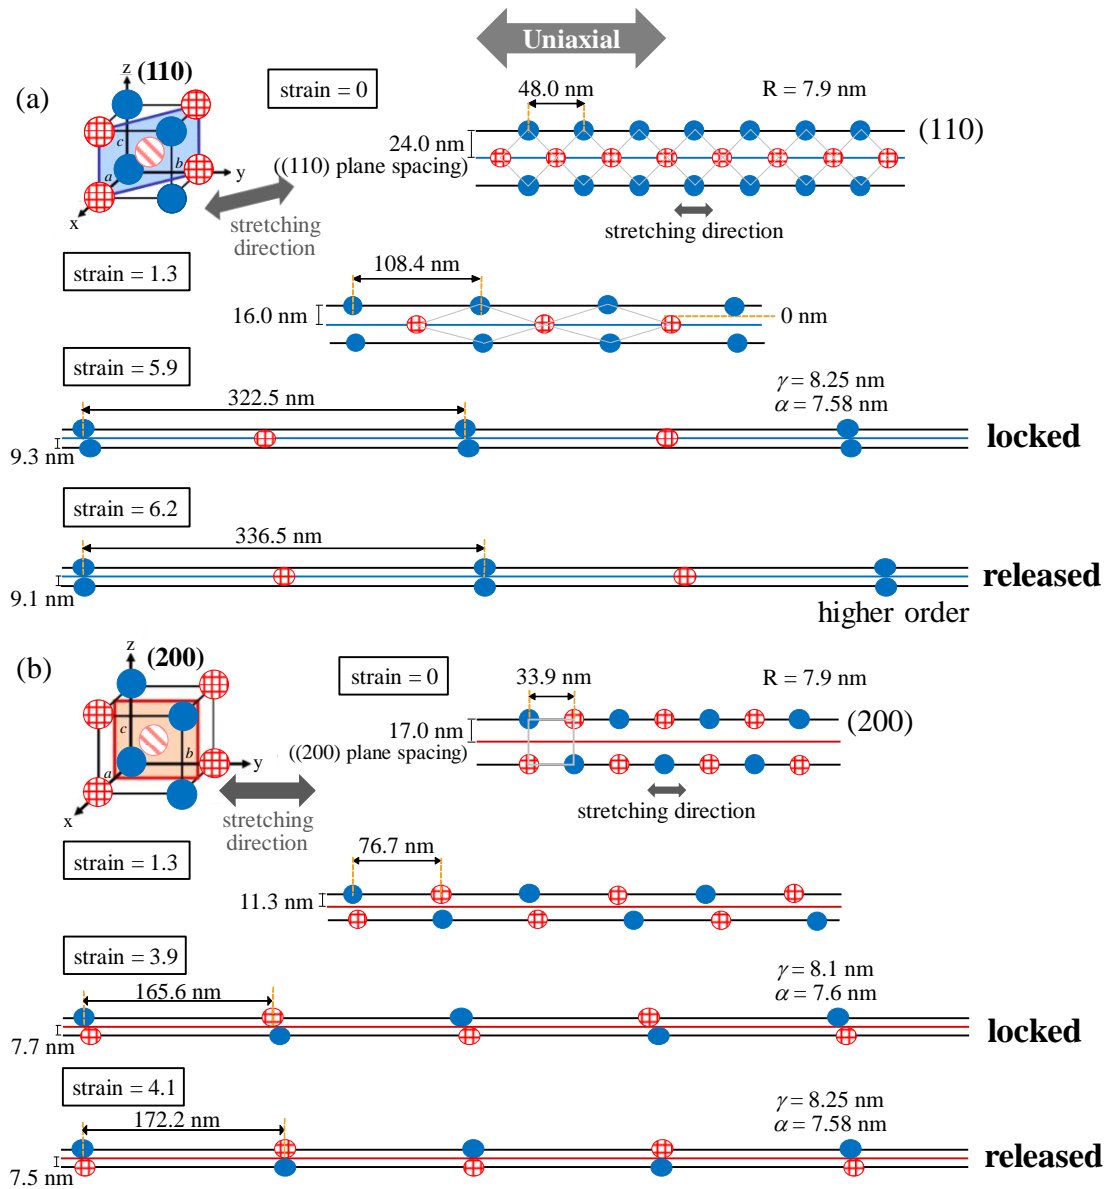 Uniaxial
(a)
z
(110)
c
a
b
y
x
stretching
direction
strain = 0
48.0 nm
R = 7.9 nm
24.0 nm
((110) plane spacing)
(110)
stretching direction
strain = 1.3
108.4 nm
16.0 nm
0 nm
strain = 5.9
322.5 nm
γ = 8.25 nm
α = 7.58 nm
9.3 nm
locked
strain = 6.2
336.5 nm
9.1 nm
released
higher order
(b)
z
(200)
c
a
b
y
x
stretching
direction
strain = 0
33.9 nm
R = 7.9 nm
17.0 nm
((200) plane spacing)
(200)
stretching direction
strain = 1.3
76.7 nm
11.3 nm
strain = 3.9
165.6 nm
γ = 8.1 nm
α = 7.6 nm
7.7 nm
locked
strain = 4.1
172.2 nm
γ = 8.25 nm
α = 7.58 nm
7.5 nm
released